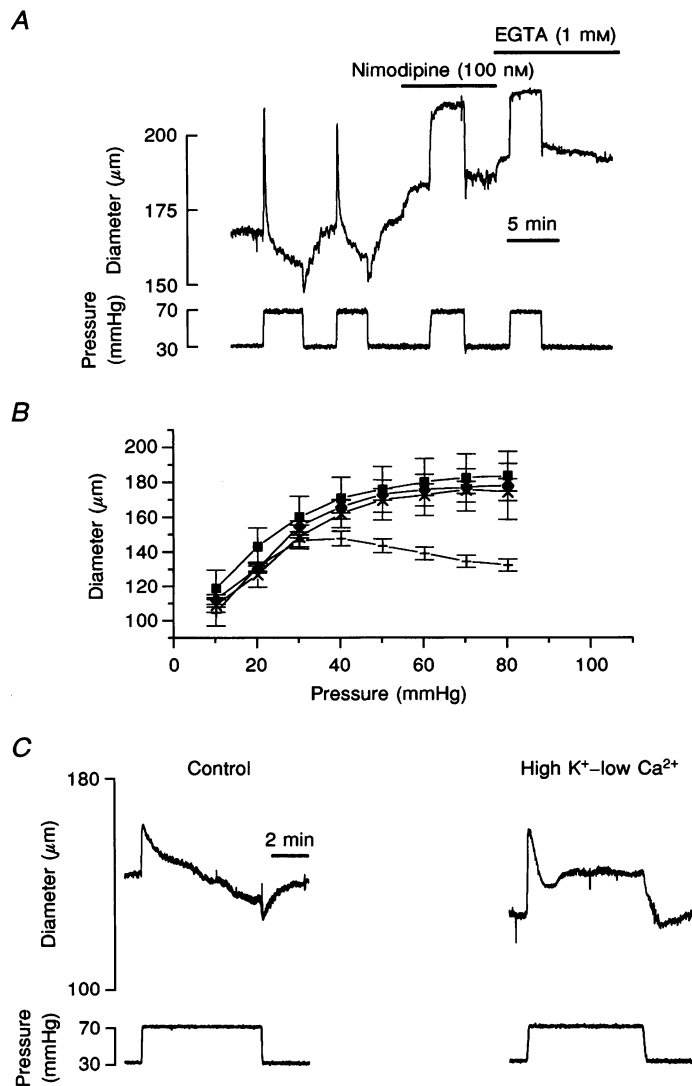 A
EGTA (1 mM)
Nimodipine (100 nM)
200
175
150
Diameter (μm)
5 min
70
30
Pressure (mmHg)
B
200
180
160
140
120
100
Diameter (μm)
0 20 40 60 80 100
Pressure (mmHg)
C
Control
High K⁺–low Ca²⁺
180
100
Diameter (μm)
2 min
70
30
Pressure (mmHg)